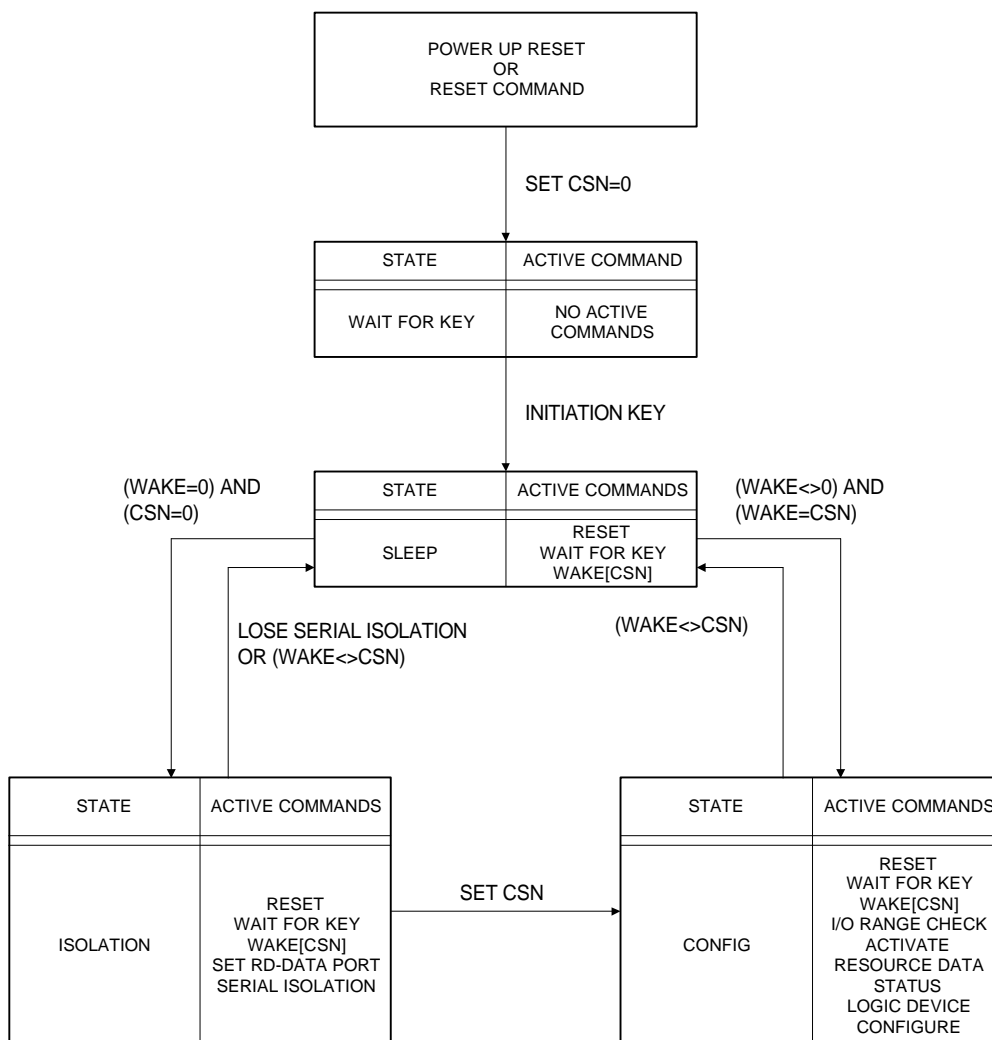 POWER UP RESET
OR
RESET COMMAND
SET CSN=0
STATE
ACTIVE COMMAND
WAIT FOR KEY
NO ACTIVE
COMMANDS
INITIATION KEY
(WAKE=0) AND
(CSN=0)
STATE
ACTIVE COMMANDS
(WAKE<>0) AND
(WAKE=CSN)
SLEEP
RESET
WAIT FOR KEY
WAKE[CSN]
LOSE SERIAL ISOLATION
OR (WAKE<>CSN)
(WAKE<>CSN)
STATE
ACTIVE COMMANDS
ISOLATION
RESET
WAIT FOR KEY
WAKE[CSN]
SET RD-DATA PORT
SERIAL ISOLATION
SET CSN
STATE
ACTIVE COMMANDS
CONFIG
RESET
WAIT FOR KEY
WAKE[CSN]
I/O RANGE CHECK
ACTIVATE
RESOURCE DATA
STATUS
LOGIC DEVICE
CONFIGURE